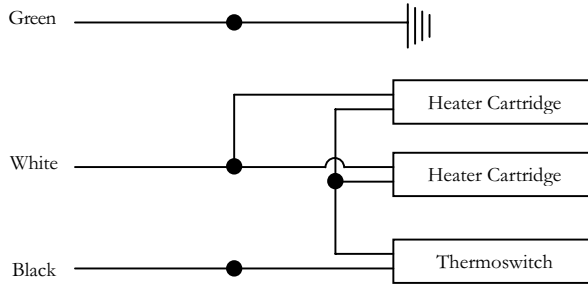 Green
Heater Cartridge
White
Heater Cartridge
Thermoswitch
Black